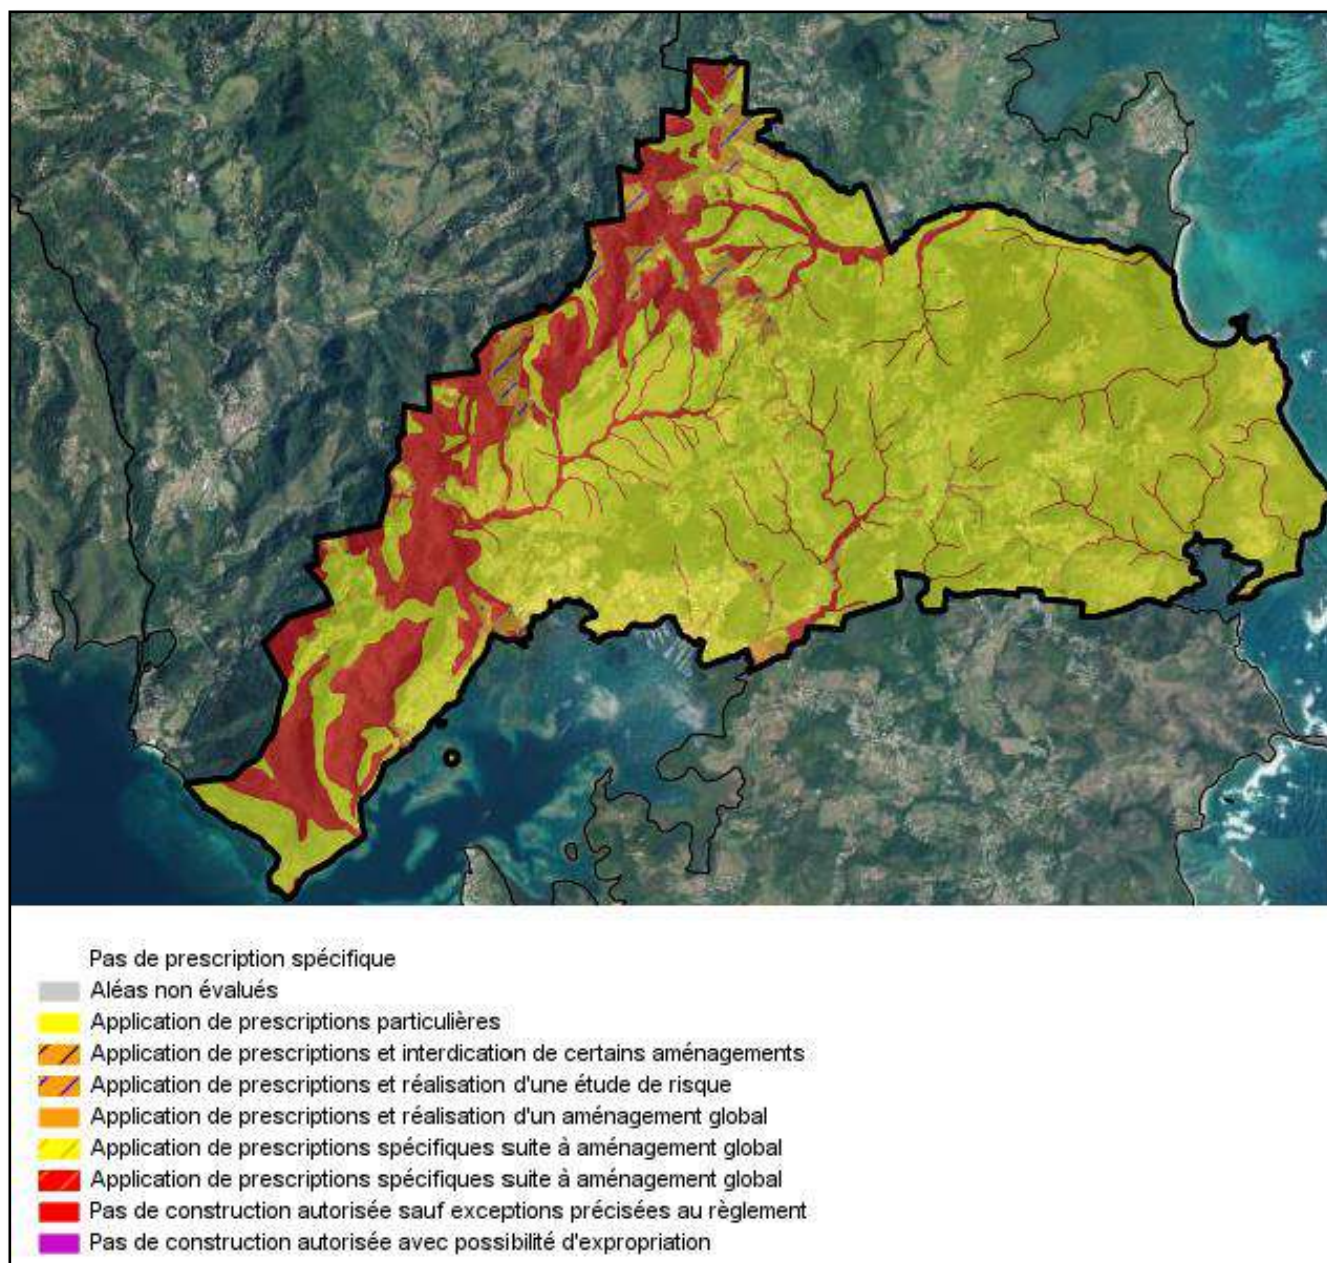 Pas de prescription spécifique
Aléas non évalués
Application de prescriptions particulières
Application de prescriptions et interdication de certains aménagements
Application de prescriptions et réalisation d'une étude de risque
Application de prescriptions et réalisation d'un aménagement global
Application de prescriptions spécifiques suite à aménagement global
Application de prescriptions spécifiques suite à aménagement global
Pas de construction autorisée sauf exceptions précisées au règlement
Pas de construction autorisée avec possibilité d'expropriation